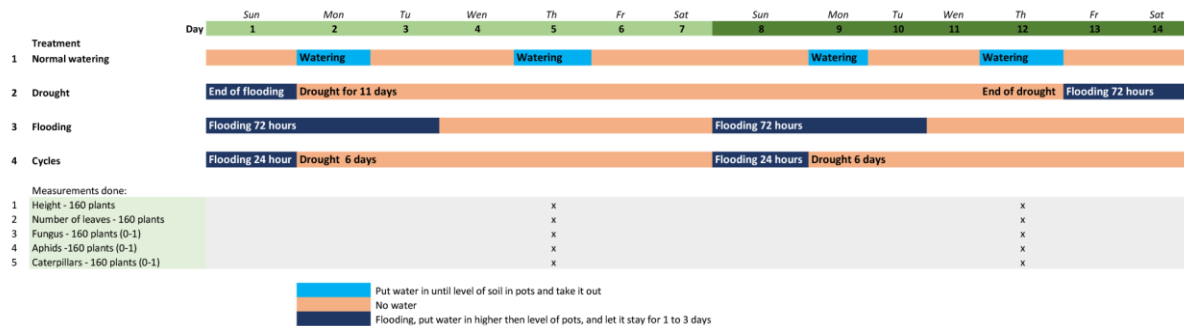 Sun Mon Tu Wen Th Fr Sat Sun Mon Tu Wen Th Fr Sat
Day 1 2 3 4 5 6 7 8 9 10 11 12 13 14
Treatment
1 Normal watering Watering Watering Watering Watering
2 Drought End of flooding Drought for 11 days End of drought Flooding 72 hours
3 Flooding Flooding 72 hours Flooding 72 hours
4 Cycles Flooding 24 hour Drought 6 days Flooding 24 hours Drought 6 days
Measurements done:
1 Height - 160 plants x x
2 Number of leaves - 160 plants x x
3 Fungus - 160 plants (0-1) x x
4 Aphids -160 plants (0-1) x x
5 Caterpillars - 160 plants (0-1) x x
Put water in until level of soil in pots and take it out
No water
Flooding, put water in higher then level of pots, and let it stay for 1 to 3 days